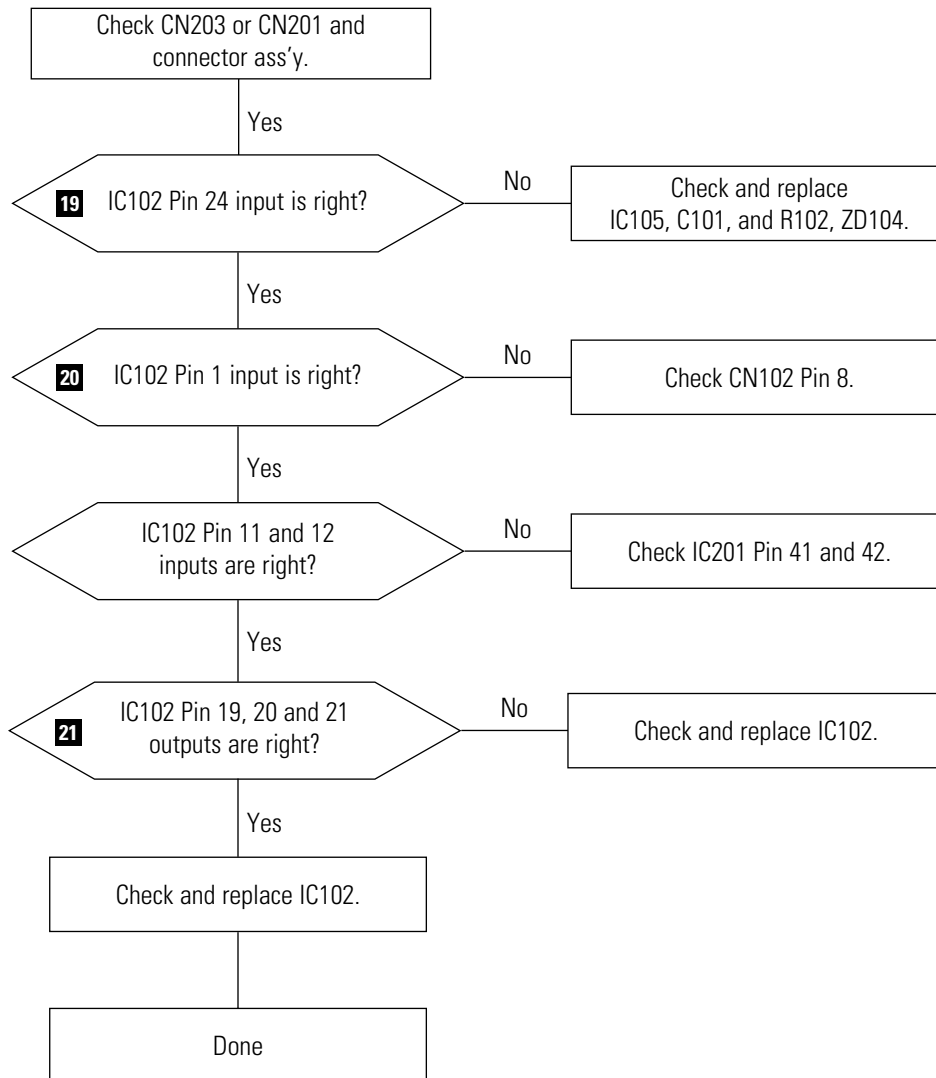 Check CN203 or CN201 and
connector ass'y.
Yes
19 IC102 Pin 24 input is right?
No
Check and replace
IC105, C101, and R102, ZD104.
Yes
20 IC102 Pin 1 input is right?
No
Check CN102 Pin 8.
Yes
IC102 Pin 11 and 12
inputs are right?
No
Check IC201 Pin 41 and 42.
Yes
21 IC102 Pin 19, 20 and 21
outputs are right?
No
Check and replace IC102.
Yes
Check and replace IC102.
Done